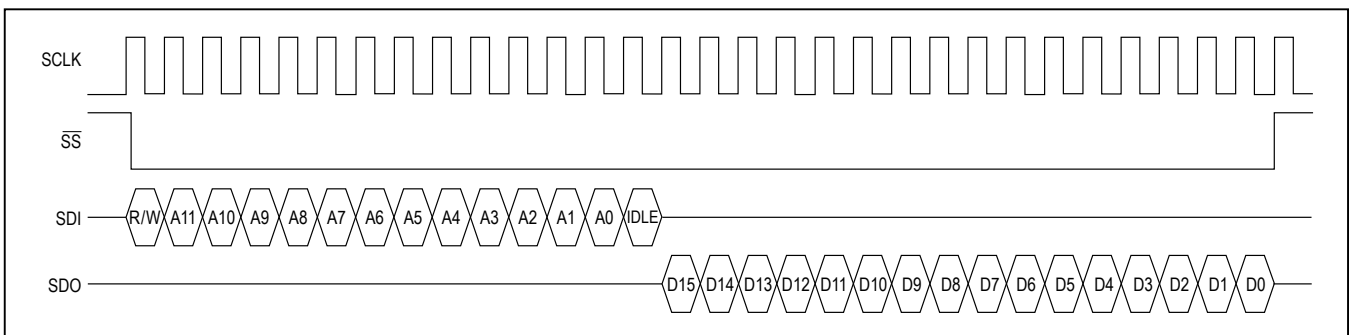 SCLK
S̅S̅
SDI R/W A11 A10 A9 A8 A7 A6 A5 A4 A3 A2 A1 A0 IDLE
SDO D15 D14 D13 D12 D11 D10 D9 D8 D7 D6 D5 D4 D3 D2 D1 D0